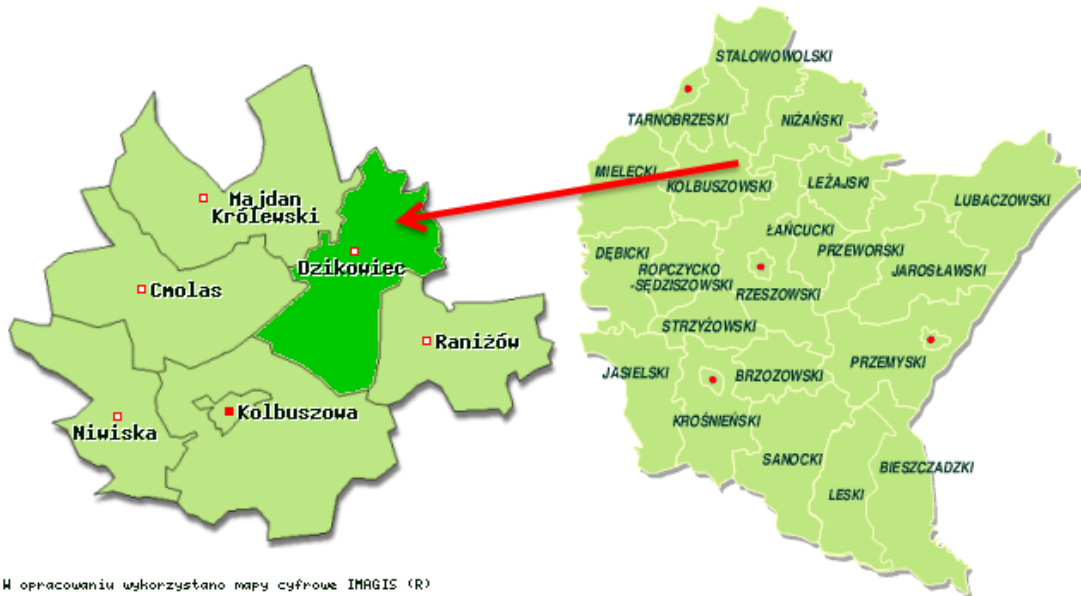 Majdan
Królewski
Dzikowiec
Cmolas
Raniżów
Kolbuszowa
Niwiska
W opracowaniu wykorzystano mapy cyfrowe IMAGIS (R)
STALOWOWOLSKI
TARNOBRZESKI
NIŻAŃSKI
MIELECKI
KOLBUSZOWSKI
LEŻAJSKI
LUBACZOWSKI
ŁAŃCUCKI
DĘBICKI
PRZEWORSKI
ROPCZYCKO
-SĘDZISZOWSKI
JAROSŁAWSKI
RZESZOWSKI
STRZYŻOWSKI
PRZEMYSKI
JASIELSKI
BRZOZOWSKI
KROŚNIEŃSKI
SANOCKI
BIESZCZADZKI
LESKI